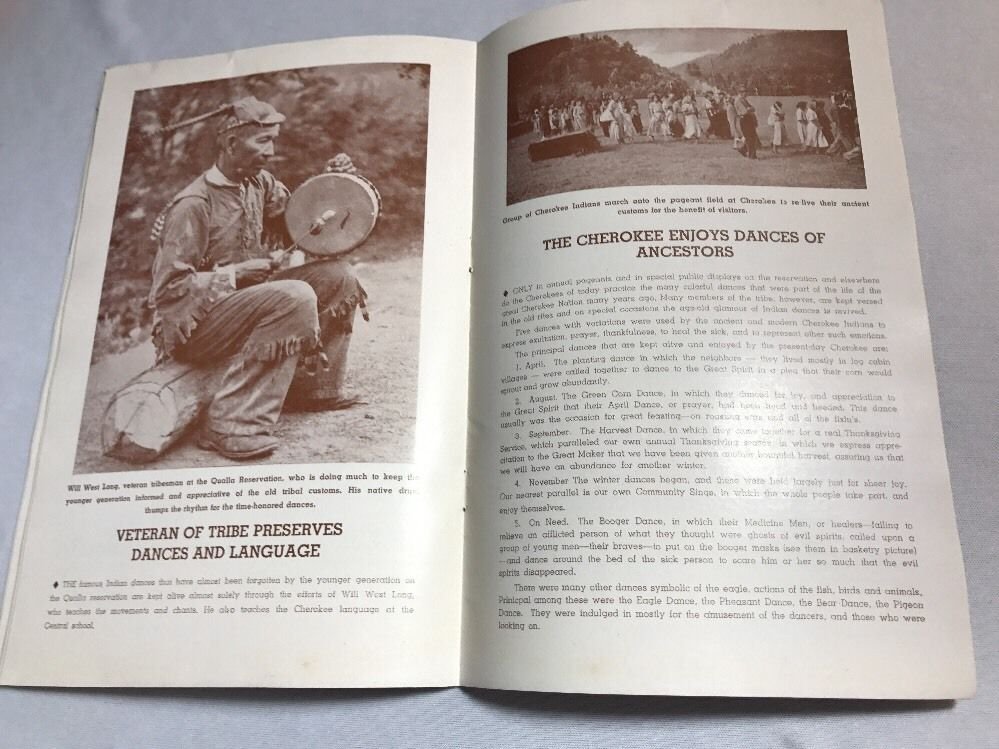 Will West Long, veteran tribesman at the Qualla Reservation, who is doing much to keep the
younger generation informed and appreciative of the old tribal customs. His native drum
thumps the rhythm for the time-honored dances.
VETERAN OF TRIBE PRESERVES
DANCES AND LANGUAGE
♦ THE famous Indian dances that have almost been forgotten by the younger generation on
the Qualla reservation are kept alive almost solely through the efforts of Will West Long,
who teaches the movements and chants. He also teaches the Cherokee language at the
Central school.
Group of Cherokee Indians march onto the pageant field at Cherokee to re-live their ancient
customs for the benefit of visitors.
THE CHEROKEE ENJOYS DANCES OF
ANCESTORS
♦ ONLY in annual pageants and in special public displays on the reservation and elsewhere
do the Cherokees of today practice the many colorful dances that were part of the life of the
great Cherokee Nation many years ago. Many members of the tribe, however, are kept versed
in the old rites and on special occasions the age-old glamour of Indian dances is revived.
Five dances with variations were used by the ancient and modern Cherokee Indians to
express exultation, prayer, thankfulness, to heal the sick, and to represent other such emotions.
The principal dances that are kept alive and enjoyed by the present-day Cherokee are:
1. April. The planting dance in which the neighbors — they lived mostly in log cabin
villages — were called together to dance to the Great Spirit in a plea that their corn would
sprout and grow abundantly.
2. August. The Green Corn Dance, in which they danced for joy, and appreciation to
the Great Spirit that their April Dance, or prayer, had been heard and heeded. This dance
usually was the occasion for great feasting—on roasting ears and all of the fixin's.
3. September. The Harvest Dance, in which they come together for a real Thanksgiving
Service, which paralleled our own annual Thanksgiving season, in which we express appre-
ciation to the Great Maker that we have been given another bountiful harvest, assuring us that
we will have an abundance for another winter.
4. November The winter dances began, and these were held largely just for sheer joy.
Our nearest parallel is our own Community Sings, in which the whole people take part, and
enjoy themselves.
5. On Need. The Booger Dance, in which their Medicine Men, or healers—failing to
relieve an afflicted person of what they thought were ghosts of evil spirits, called upon a
group of young men—their braves—to put on the booger masks (see them in basketry picture)
—and dance around the bed of the sick person to scare him or her so much that the evil
spirits disappeared.
There were many other dances symbolic of the eagle, actions of the fish, birds and animals,
Prinicpal among these were the Eagle Dance, the Pheasant Dance, the Bear Dance, the Pigeon
Dance. They were indulged in mostly for the amusement of the dancers, and those who were
looking on.